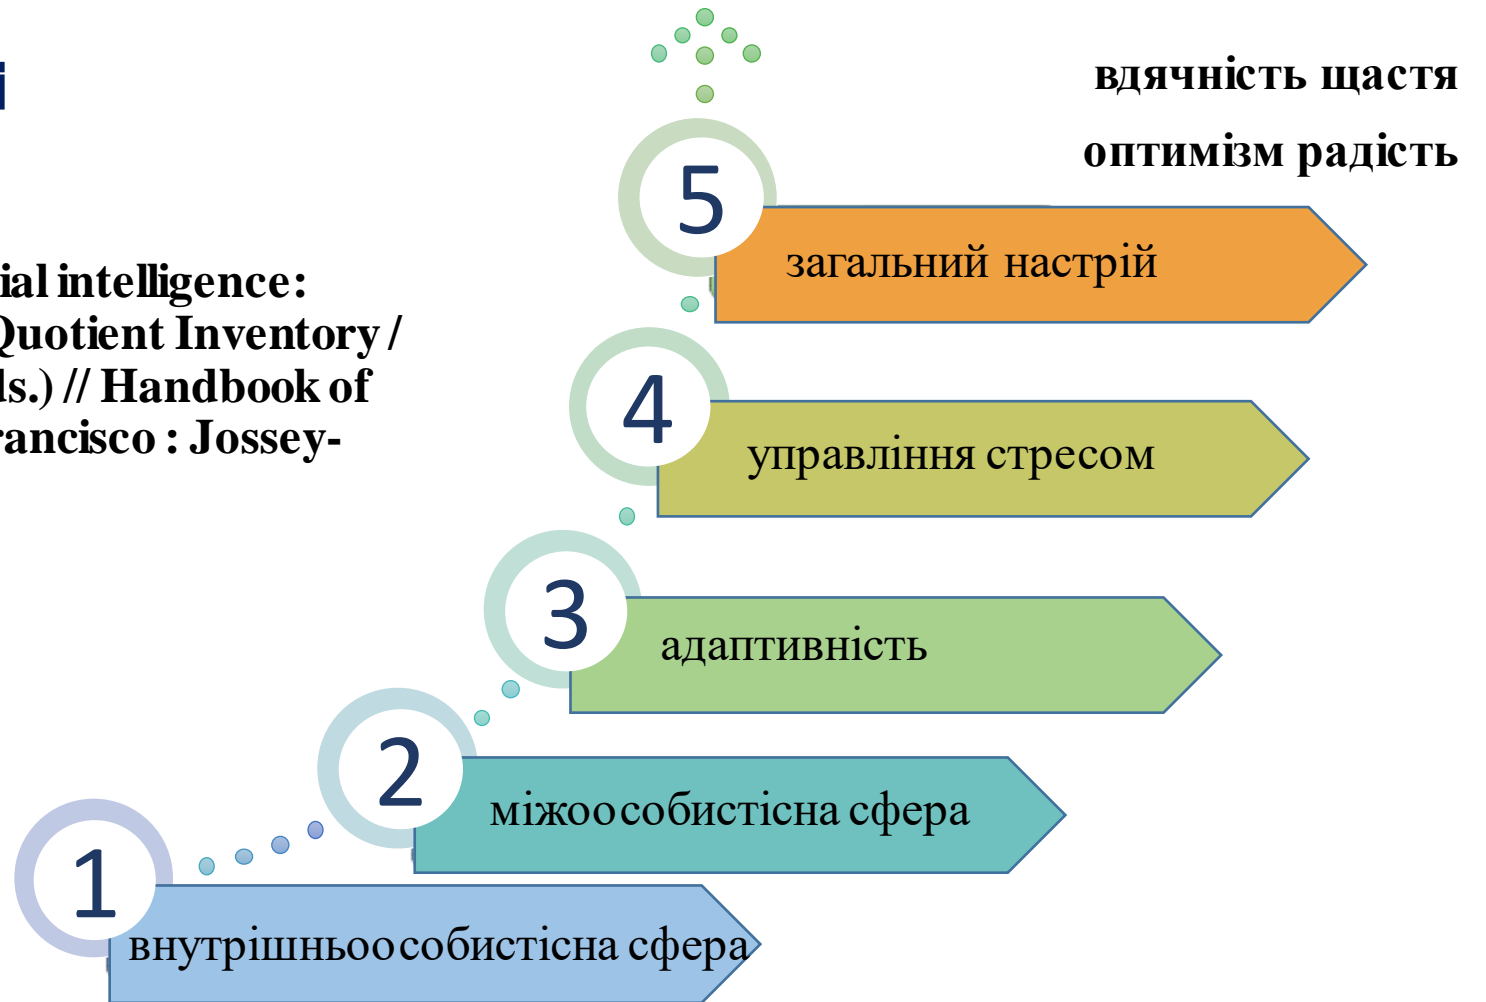 і
вдячність щастя
оптимізм радість
5
загальний настрій
ial intelligence:
Quotient Inventory /
ds.) // Handbook of
rancisco : Jossey-
4
управління стресом
3
адаптивність
2
міжоособистісна сфера
1
внутрішньоособистісна сфера